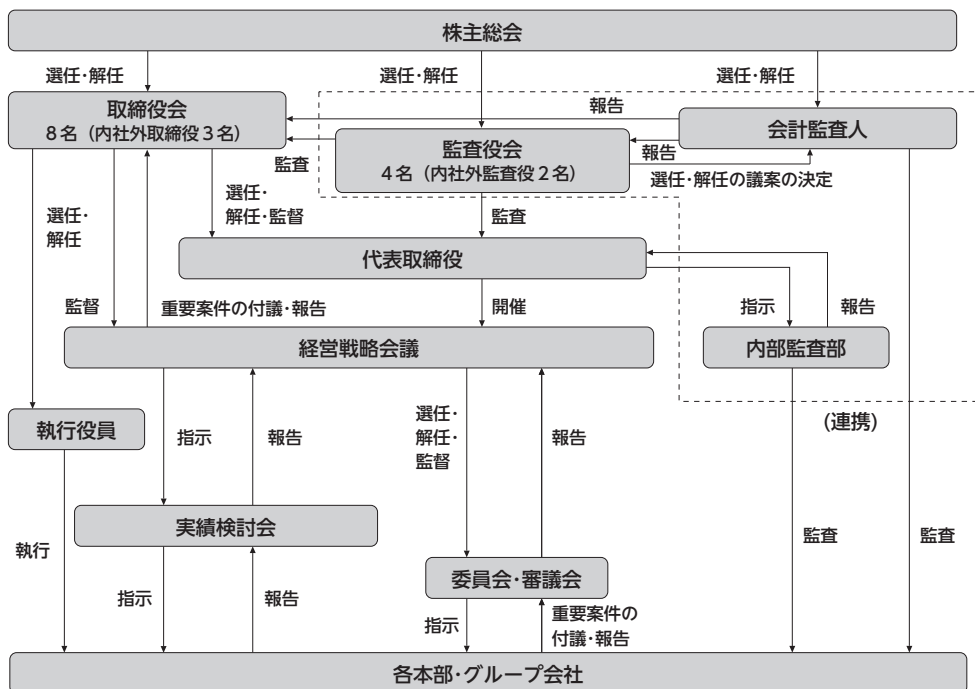 株主総会
選任・解任
選任・解任
選任・解任
取締役会
8名（内社外取締役3名）
報告
会計監査人
監査
監査役会
4名（内社外監査役2名）
報告
選任・解任の議案の決定
選任・
解任
選任・
解任・監督
監査
代表取締役
監督
重要案件の付議・報告
開催
指示
報告
経営戦略会議
内部監査部
(連携)
執行役員
指示
報告
選任・
解任・
監督
報告
実績検討会
執行
監査
監査
委員会・審議会
指示
報告
指示
重要案件の
付議・報告
各本部・グループ会社